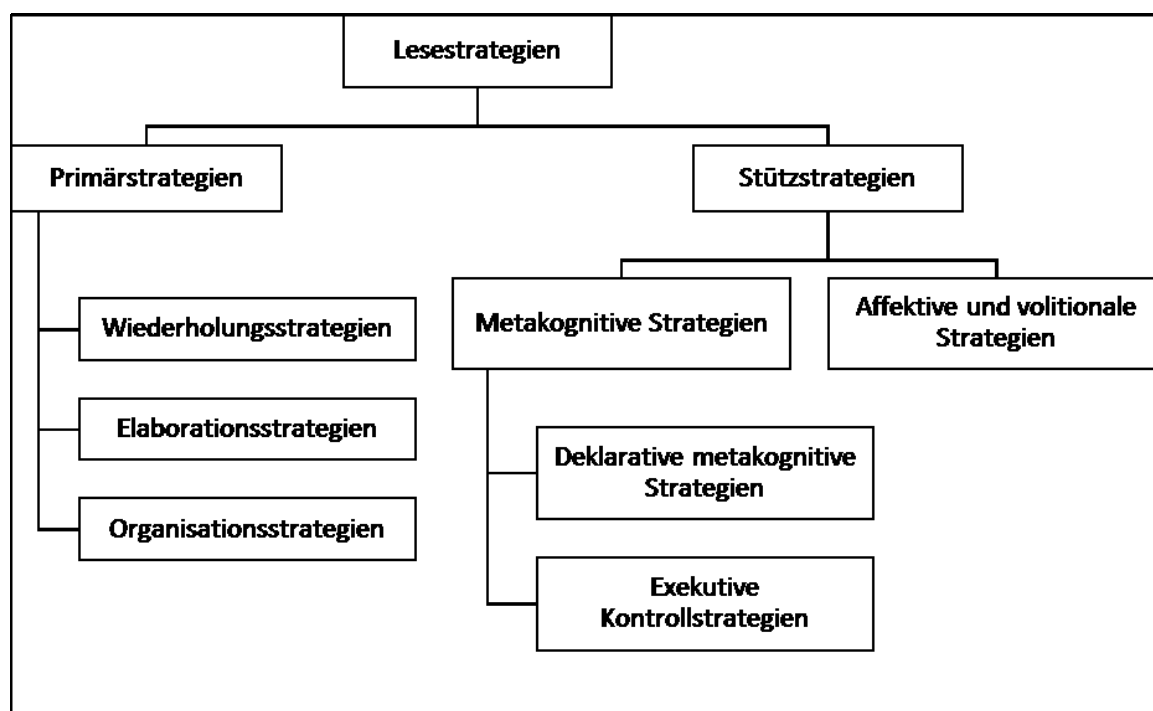 Lesestrategien
Primärstrategien
Stützstrategien
Wiederholungsstrategien
Elaborationsstrategien
Organisationsstrategien
Metakognitive Strategien
Affektive und volitionale
Strategien
Deklarative metakognitive
Strategien
Exekutive
Kontrollstrategien